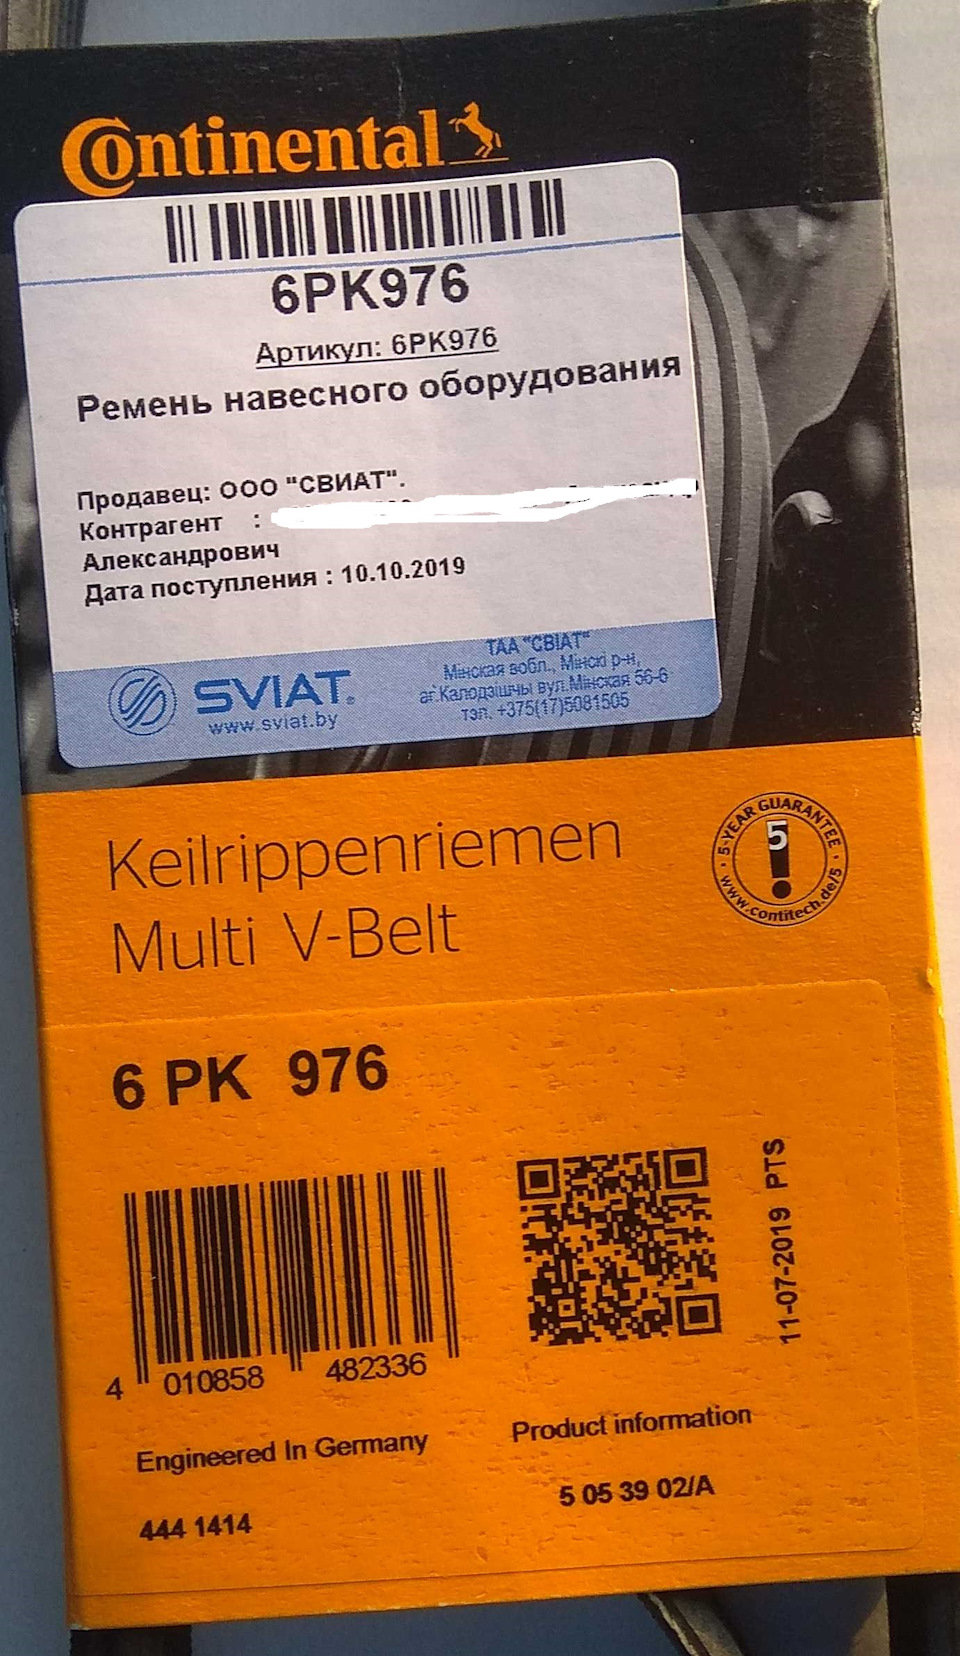 Continental
6PK976
Артикул: 6PK976
Ремень навесного оборудования
Продавец: ООО "СВИАТ".
Контрагент :
Александрович
Дата поступления : 10.10.2019
SVIAT
www.sviat.by
ТАА "СВІАТ"
Мінская вобл., Мінскі р-н,
аг.Калодзішчы вул.Мінская 56-6
тэл. +375(17)5081505
Keilrippenriemen
Multi V-Belt
5-YEAR GUARANTEE
5
www.contitech.de/5
6 PK 976
11-07-2019 PTS
4 010858 482336
Engineered In Germany
Product information
444 1414
5 05 39 02/A